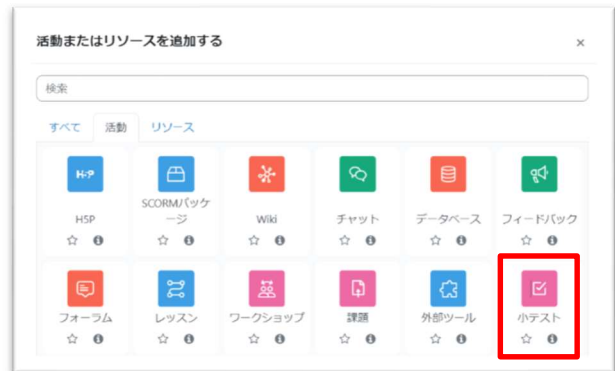 活動またはリソースを追加する
×
検索
すべて 活動 リソース
H5P
H5P SCORMパッケ
ージ Wiki チャット データベース フィードバック
フォーラム レッスン ワークショップ 課題 外部ツール 小テスト